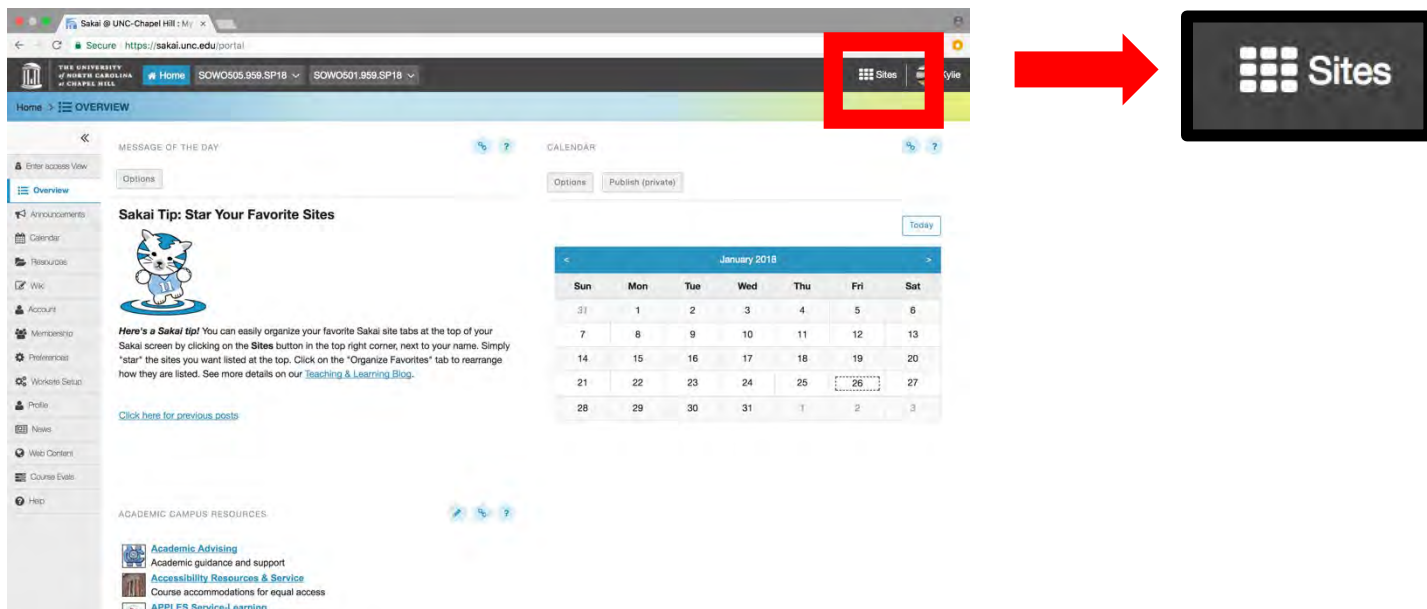 Sakai @ UNC-Chapel Hill : My
Secure https://sakai.unc.edu/portal
THE UNIVERSITY
of NORTH CAROLINA
at CHAPEL HILL
Home
SOWO505.959.SP18
SOWO501.959.SP18
Sites
Kylie
Sites
Home > OVERVIEW
Enter access View
Overview
Announcements
Calendar
Resources
Wiki
Account
Membership
Preferences
Worksite Setup
Profile
News
Web Content
Course Evals
Help
MESSAGE OF THE DAY
?
Options
Sakai Tip: Star Your Favorite Sites
11
Here's a Sakai tip! You can easily organize your favorite Sakai site tabs at the top of your
Sakai screen by clicking on the Sites button in the top right corner, next to your name. Simply
"star" the sites you want listed at the top. Click on the "Organize Favorites" tab to rearrange
how they are listed. See more details on our Teaching & Learning Blog.
Click here for previous posts
ACADEMIC CAMPUS RESOURCES
?
Academic Advising
Academic guidance and support
Accessibility Resources & Service
Course accommodations for equal access
APPLES Service-Learning
CALENDAR
?
Options Publish (private)
Today
< January 2018 >
Sun Mon Tue Wed Thu Fri Sat
31 1 2 3 4 5 6
7 8 9 10 11 12 13
14 15 16 17 18 19 20
21 22 23 24 25 26 27
28 29 30 31 1 2 3